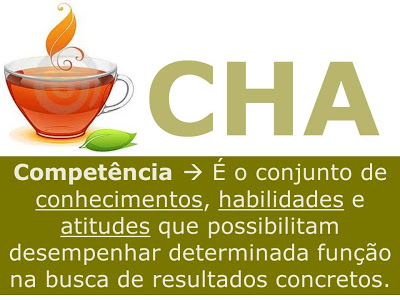 CHA
Competência → É o conjunto de
conhecimentos, habilidades e
atitudes que possibilitam
desempenhar determinada função
na busca de resultados concretos.